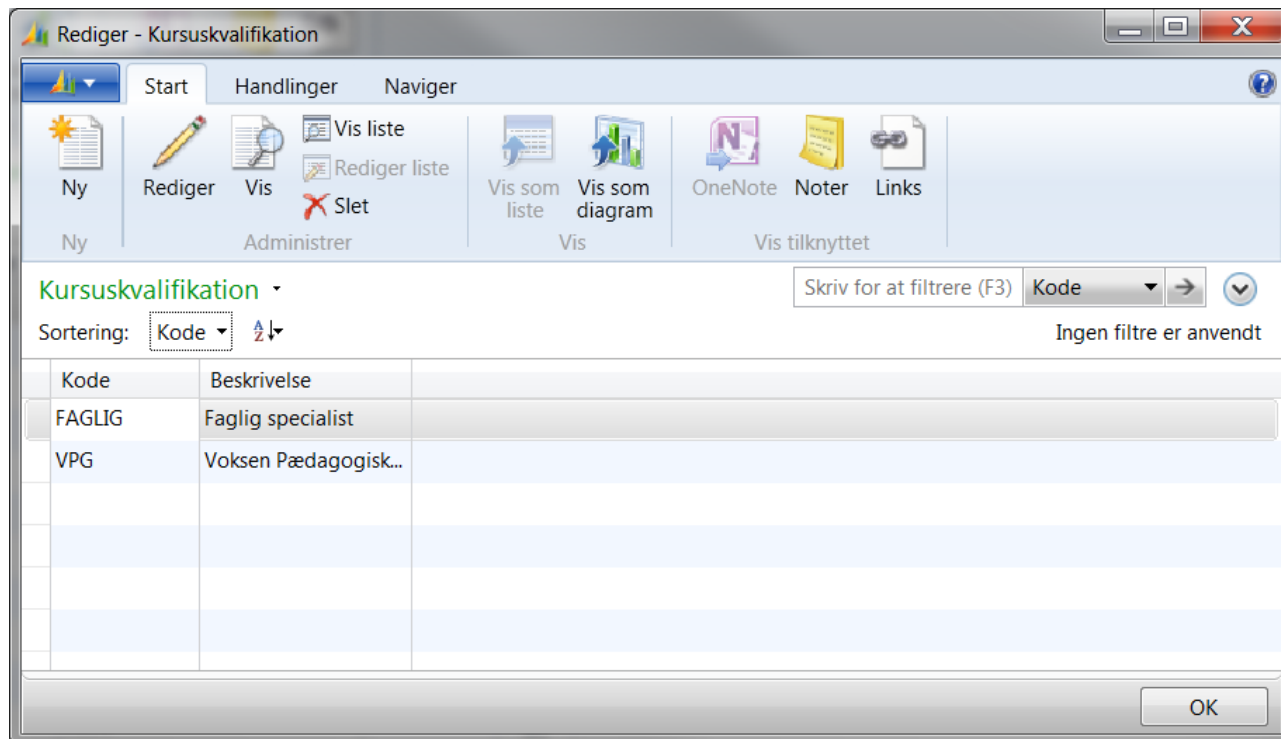 Rediger - Kursuskvalifikation
Start Handlinger Naviger
Ny
Rediger
Vis
Vis liste
Rediger liste
Slet
Vis som liste
Vis som diagram
OneNote
Noter
Links
Ny Administrer Vis Vis tilknyttet
Kursuskvalifikation Skriv for at filtrere (F3) Kode
Sortering: Kode Ingen filtre er anvendt
Kode Beskrivelse
FAGLIG Faglig specialist
VPG Voksen Pædagogisk...
OK